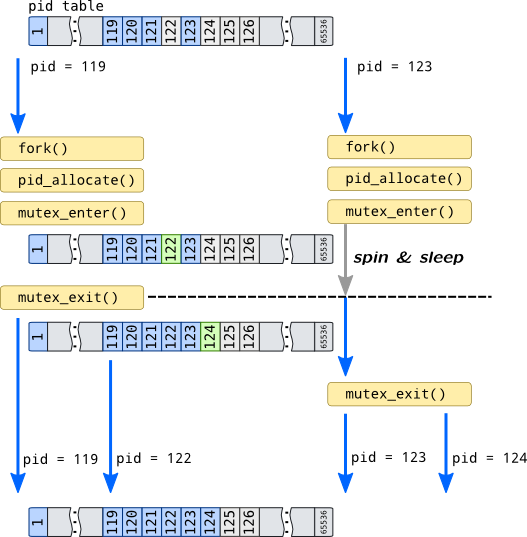 pid table
1 119 120 121 122 123 124 125 126 65536
pid = 119 pid = 123
fork() fork()
pid_allocate() pid_allocate()
mutex_enter() mutex_enter()
1 119 120 121 122 123 124 125 126 65536
spin & sleep
mutex_exit()
1 119 120 121 122 123 124 125 126 65536
mutex_exit()
pid = 119 pid = 122 pid = 123 pid = 124
1 119 120 121 122 123 124 125 126 65536